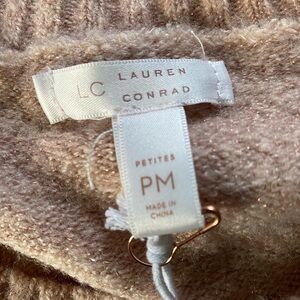 LC LAUREN
CONRAD
PETITES
PM
MADE IN
CHINA